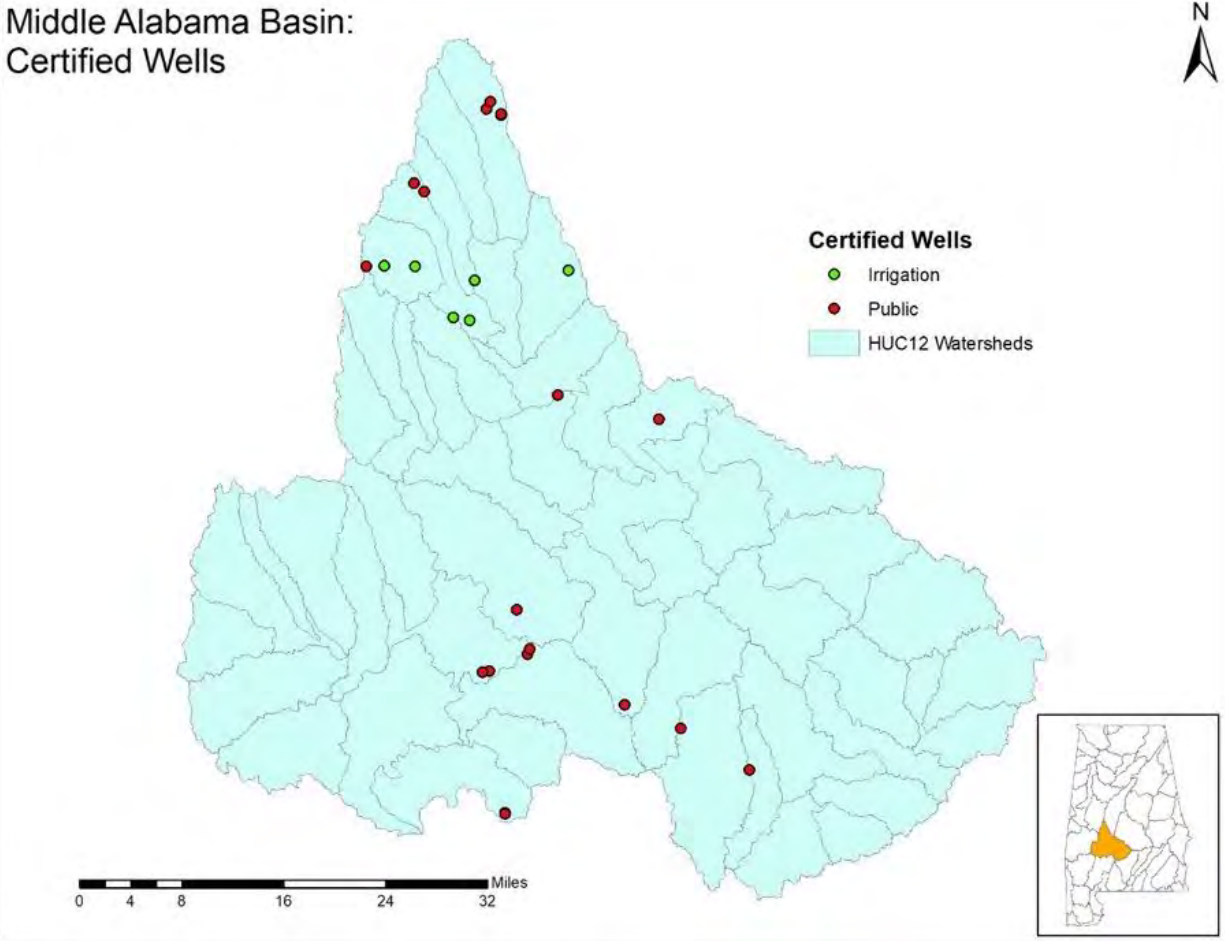 Middle Alabama Basin:
Certified Wells
N
Certified Wells
Irrigation
Public
HUC12 Watersheds
Miles
0 4 8 16 24 32